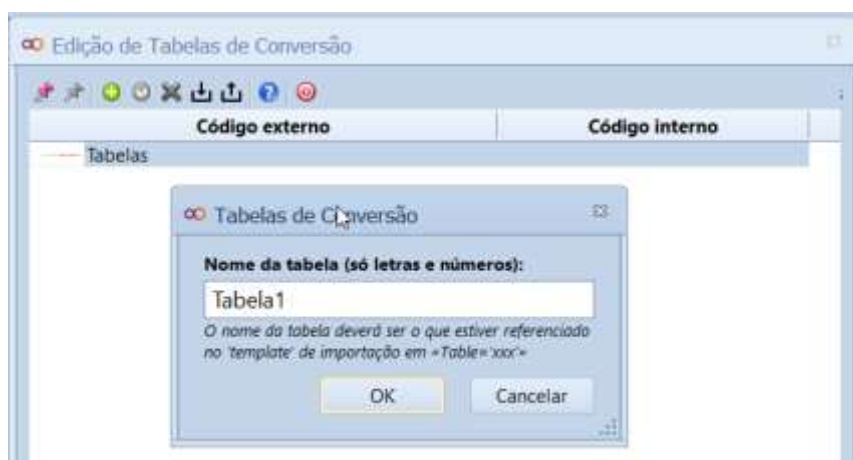 Edição de Tabelas de Conversão
Código externo Código interno
Tabelas
Tabelas de Conversão
Nome da tabela (só letras e números):
Tabela1
O nome da tabela deverá ser o que estiver referenciado
no 'template' de importação em «Table='xxx'»
OK Cancelar